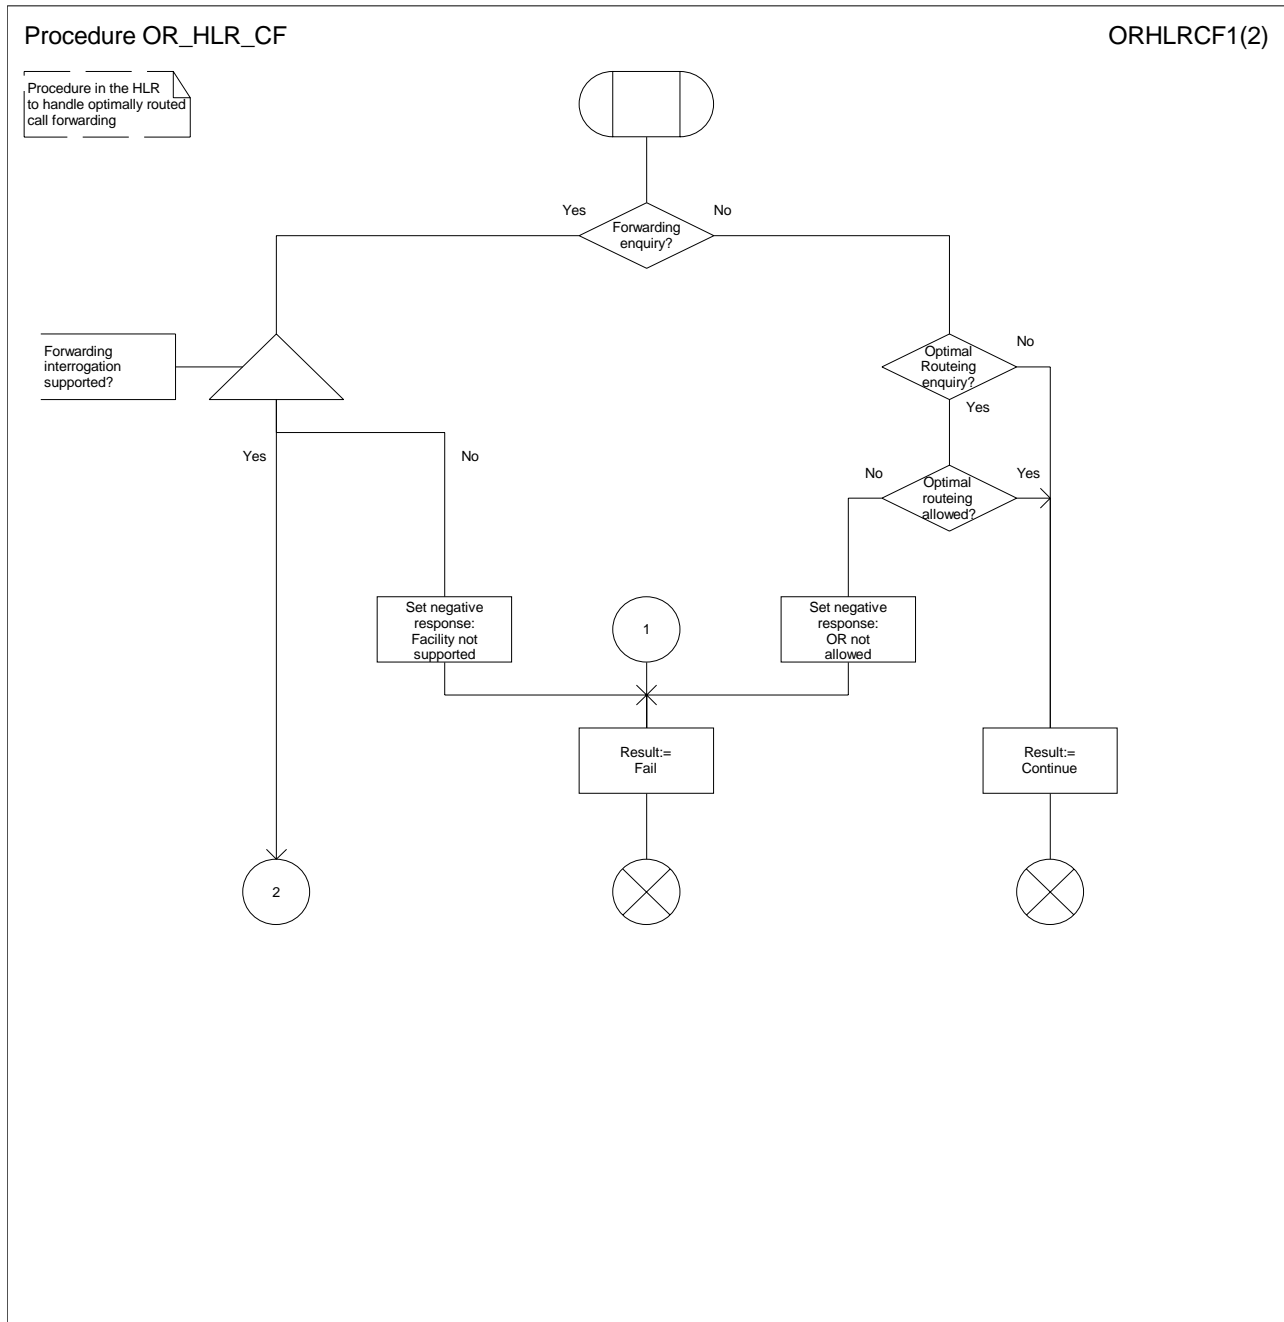 Procedure OR_HLR_CF
ORHLRCF1(2)
Procedure in the HLR
to handle optimally routed
call forwarding
Yes
No
Forwarding
enquiry?
Forwarding
interrogation
supported?
Optimal
Routeing
enquiry?
No
Yes
Yes
No
No
Optimal
routeing
allowed?
Yes
Set negative
response:
Facility not
supported
1
Set negative
response:
OR not
allowed
Result:=
Fail
Result:=
Continue
2